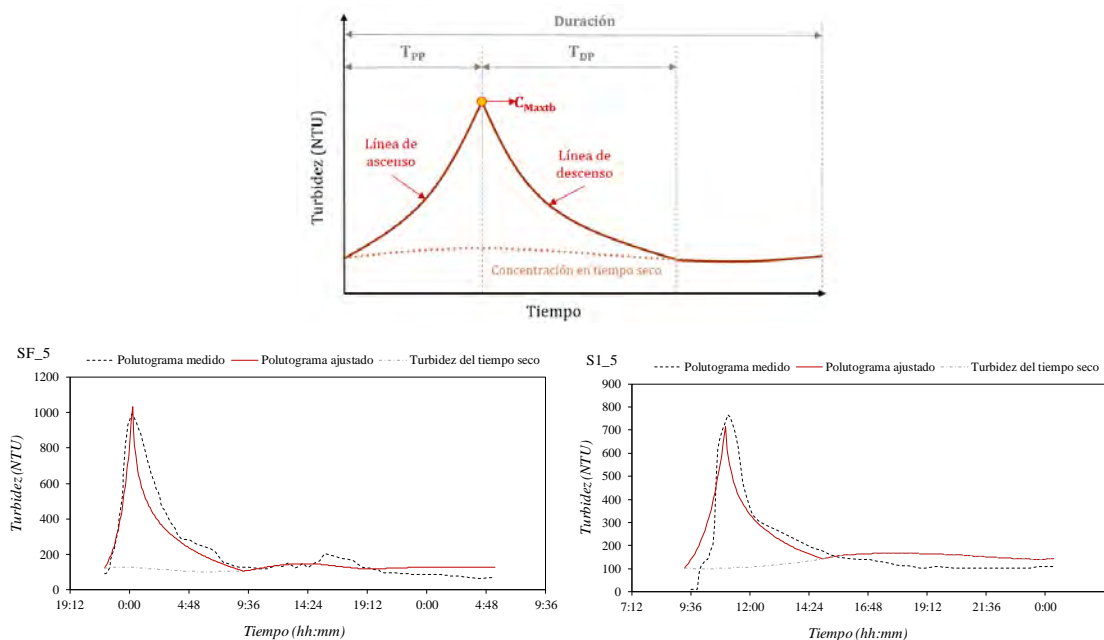 Duración
T_PP
T_DP
C_Maxtb
Línea de
ascenso
Línea de
descenso
Turbidez (NTU)
Concentración en tiempo seco
Tiempo
SF_5
Polutograma medido
Polutograma ajustado
Turbidez del tiempo seco
1200
1000
800
600
400
200
0
Turbidez (NTU)
19:12
0:00
4:48
9:36
14:24
19:12
0:00
4:48
9:36
Tiempo (hh:mm)
S1_5
Polutograma medido
Polutograma ajustado
Turbidez del tiempo seco
900
800
700
600
500
400
300
200
100
0
Turbidez (NTU)
7:12
9:36
12:00
14:24
16:48
19:12
21:36
0:00
Tiempo (hh:mm)